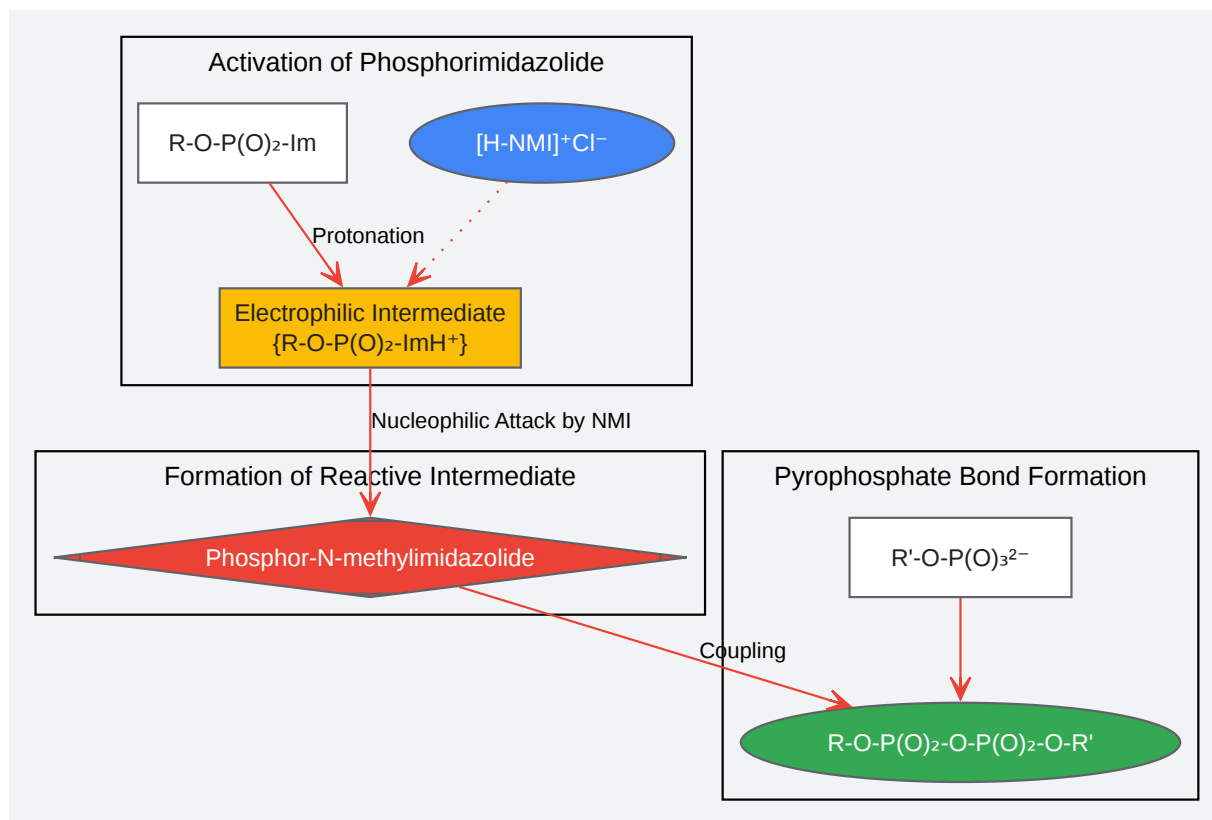 Activation of Phosphorimidazolide
R-O-P(O)₂-Im
[H-NMI]⁺Cl⁻
Protonation
Electrophilic Intermediate
{R-O-P(O)₂-ImH⁺}
Nucleophilic Attack by NMI
Formation of Reactive Intermediate
Phosphor-N-methylimidazolide
Pyrophosphate Bond Formation
R'-O-P(O)₃²⁻
Coupling
R-O-P(O)₂-O-P(O)₂-O-R'